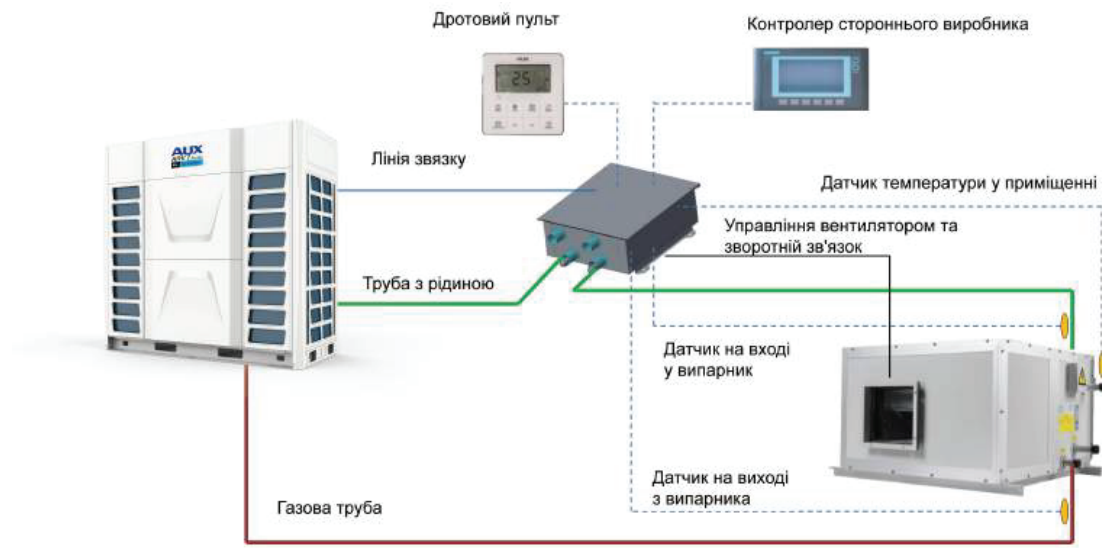 Дротовий пульт
Контролер стороннього виробника
25
AUX
Лінія звязку
Датчик температури у приміщенні
Управління вентилятором та
зворотній зв'язок
Труба з рідиною
Датчик на вході
у випарник
Датчик на виході
з випарника
Газова труба